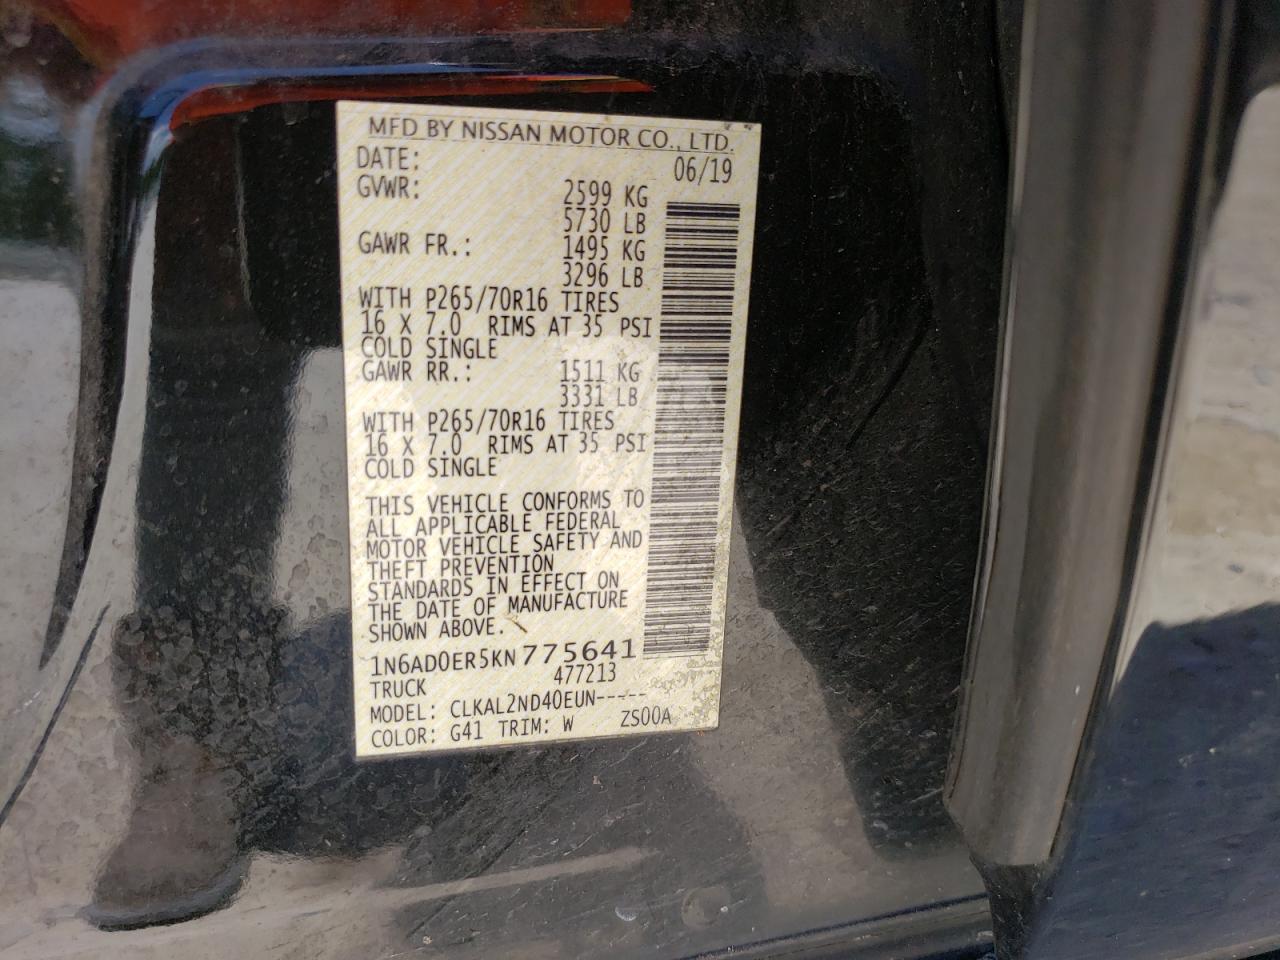 MFD BY NISSAN MOTOR CO., LTD.
DATE: 06/19
GVWR: 2599 KG
5730 LB
GAWR FR.: 1495 KG
3296 LB
WITH P265/70R16 TIRES
16 X 7.0 RIMS AT 35 PSI
COLD SINGLE
GAWR RR.: 1511 KG
3331 LB
WITH P265/70R16 TIRES
16 X 7.0 RIMS AT 35 PSI
COLD SINGLE
THIS VEHICLE CONFORMS TO
ALL APPLICABLE FEDERAL
MOTOR VEHICLE SAFETY AND
THEFT PREVENTION
STANDARDS IN EFFECT ON
THE DATE OF MANUFACTURE
SHOWN ABOVE.
1N6AD0ER5KN775641
TRUCK 477213
MODEL: CLKAL2ND40EUN-----
COLOR: G41 TRIM: W ZS00A